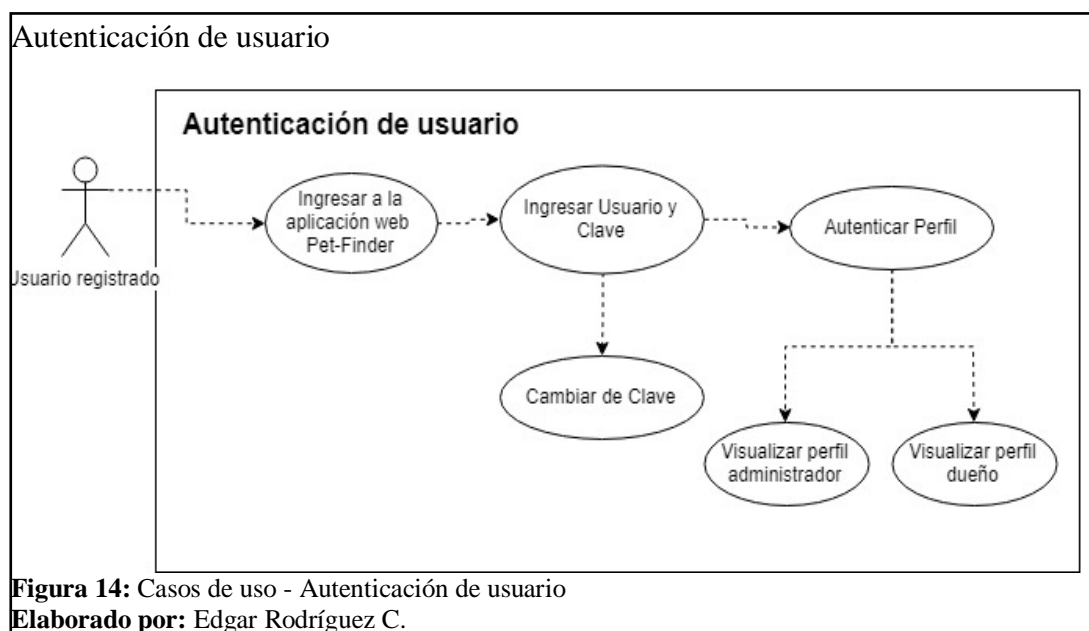 Autenticación de usuario
Autenticación de usuario
Ingresar a la
aplicación web
Pet-Finder
Ingresar Usuario y
Clave
Autenticar Perfil
Usuario registrado
Cambiar de Clave
Visualizar perfil
administrador
Visualizar perfil
dueño
Figura 14: Casos de uso - Autenticación de usuario
Elaborado por: Edgar Rodríguez C.